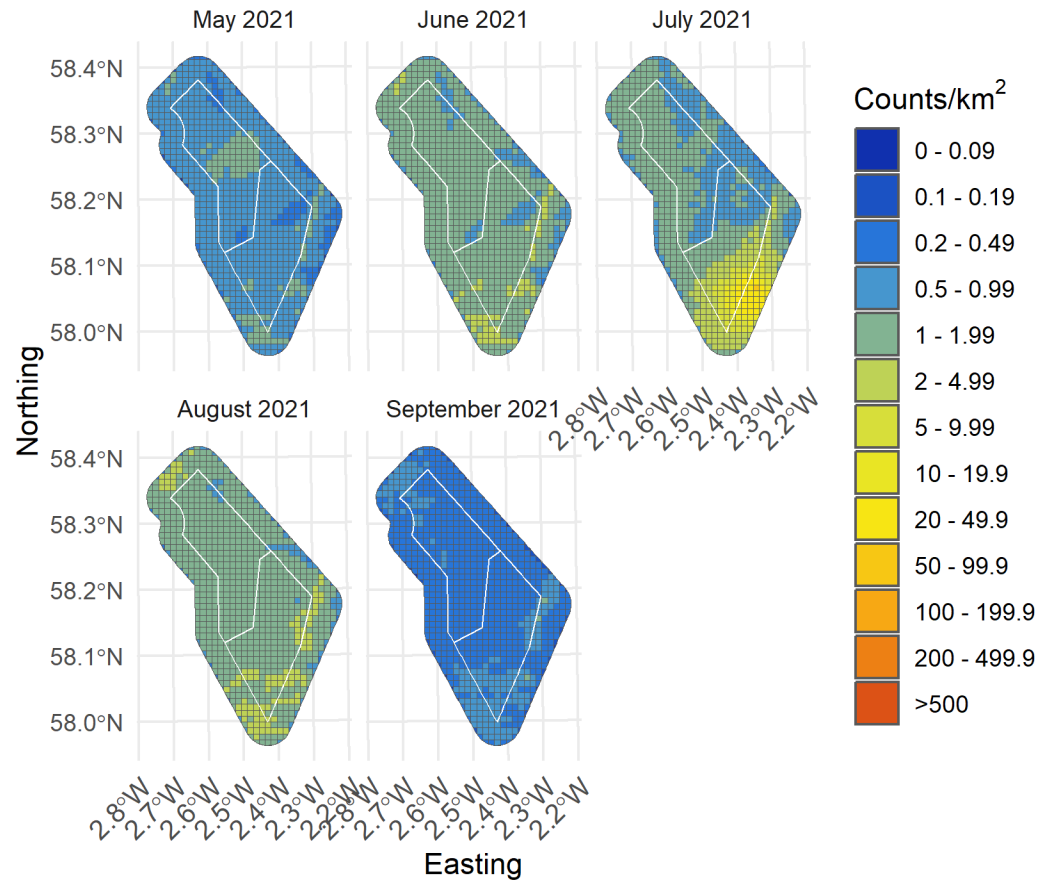 May 2021
June 2021
July 2021
58.4°N
58.3°N
58.2°N
58.1°N
58.0°N
2.8°W
2.7°W
2.6°W
2.5°W
2.4°W
2.3°W
2.2°W
August 2021
September 2021
58.4°N
58.3°N
58.2°N
58.1°N
58.0°N
2.8°W
2.7°W
2.6°W
2.5°W
2.4°W
2.3°W
2.2°W
2.8°W
2.7°W
2.6°W
2.5°W
2.4°W
2.3°W
2.2°W
Northing
Easting
Counts/km²
0 - 0.09
0.1 - 0.19
0.2 - 0.49
0.5 - 0.99
1 - 1.99
2 - 4.99
5 - 9.99
10 - 19.9
20 - 49.9
50 - 99.9
100 - 199.9
200 - 499.9
>500